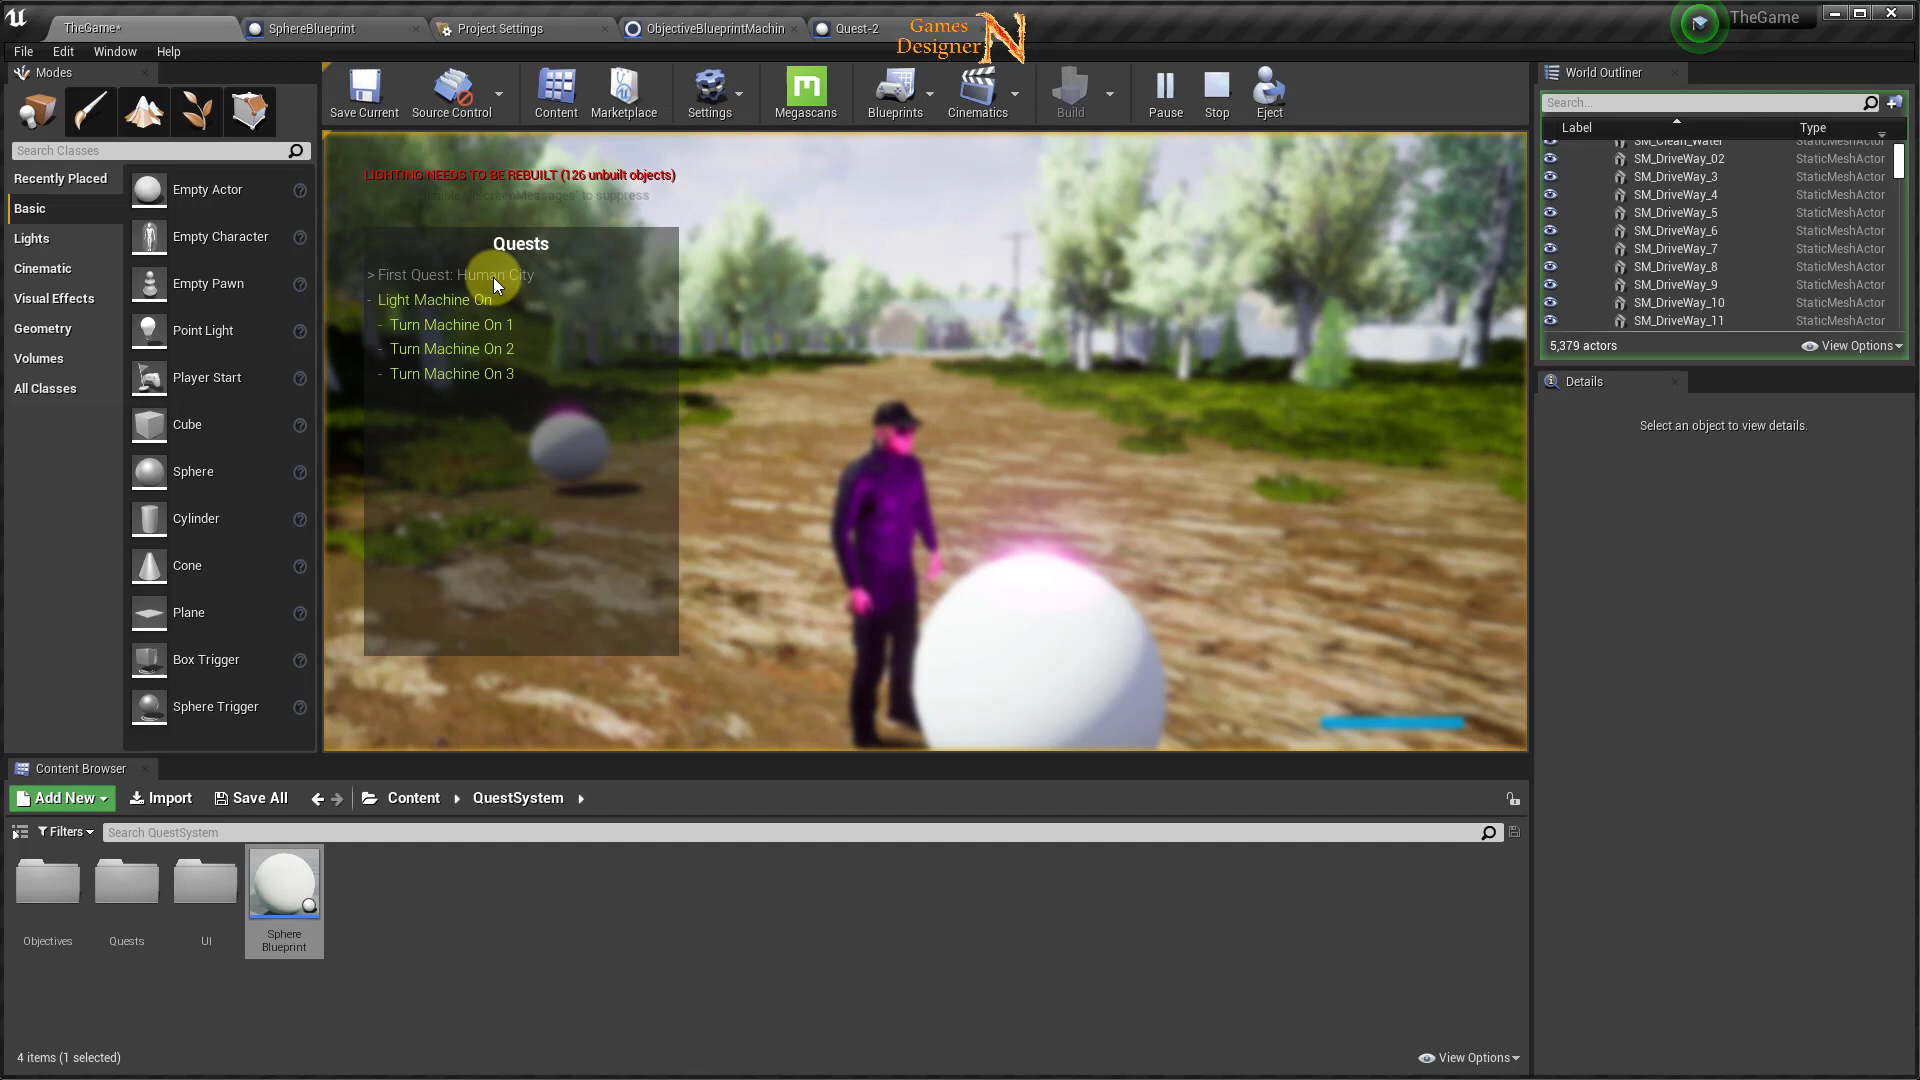 TheGame*
SphereBlueprint
Project Settings
ObjectiveBlueprintMachin
Quest-2
Games
Designer
N
TheGame
File
Edit
Window
Help
Modes
Save Current
Source Control
Content
Marketplace
Settings
Megascans
Blueprints
Cinematics
Build
Pause
Stop
Eject
Search Classes
Recently Placed
Basic
Lights
Cinematic
Visual Effects
Geometry
Volumes
All Classes
Empty Actor
Empty Character
Empty Pawn
Point Light
Player Start
Cube
Sphere
Cylinder
Cone
Plane
Box Trigger
Sphere Trigger
LIGHTING NEEDS TO BE REBUILT (126 unbuilt objects)
to suppress
Quests
> First Quest: Human City
- Light Machine On
- Turn Machine On 1
- Turn Machine On 2
- Turn Machine On 3
World Outliner
Search...
Label
Type
SM_Clean_Water StaticMeshActor
SM_DriveWay_02 StaticMeshActor
SM_DriveWay_3 StaticMeshActor
SM_DriveWay_4 StaticMeshActor
SM_DriveWay_5 StaticMeshActor
SM_DriveWay_6 StaticMeshActor
SM_DriveWay_7 StaticMeshActor
SM_DriveWay_8 StaticMeshActor
SM_DriveWay_9 StaticMeshActor
SM_DriveWay_10 StaticMeshActor
SM_DriveWay_11 StaticMeshActor
5,379 actors
View Options
Details
Select an object to view details.
Content Browser
Add New
Import
Save All
Content
QuestSystem
Filters
Search QuestSystem
Objectives
Quests
UI
Sphere
Blueprint
4 items (1 selected)
View Options